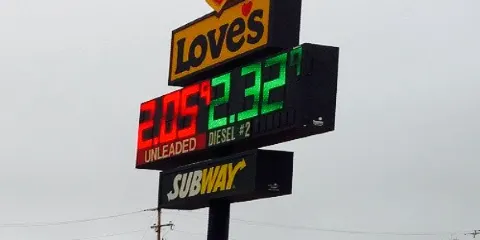 Love's
2.05⁹ 2.32⁹
UNLEADED DIESEL #2
SUBWAY